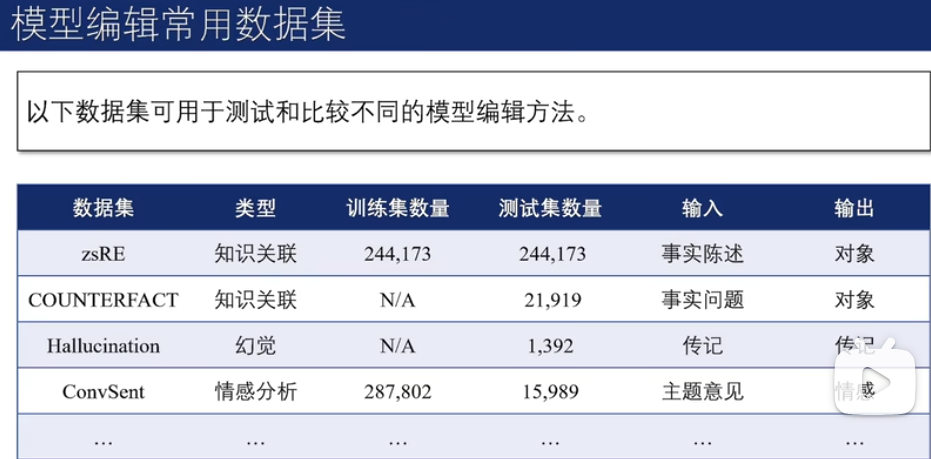 模型编辑常用数据集
以下数据集可用于测试和比较不同的模型编辑方法。
数据集 类型 训练集数量 测试集数量 输入 输出
zsRE 知识关联 244,173 244,173 事实陈述 对象
COUNTERFACT 知识关联 N/A 21,919 事实问题 对象
Hallucination 幻觉 N/A 1,392 传记 传记
ConvSent 情感分析 287,802 15,989 主题意见 情感
… … … … … …